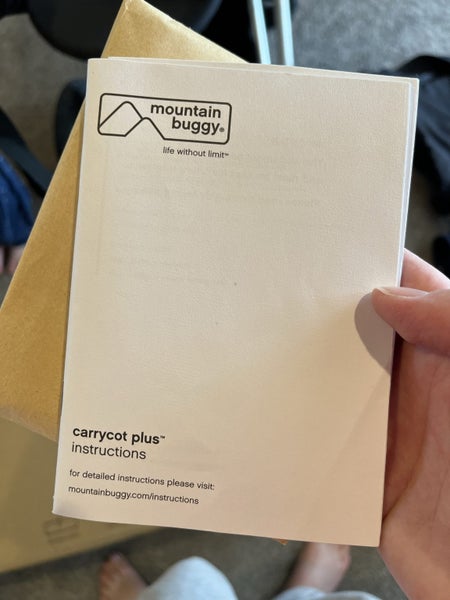 mountain
buggy®
life without limit™
carrycot plus™
instructions
for detailed instructions please visit:
mountainbuggy.com/instructions